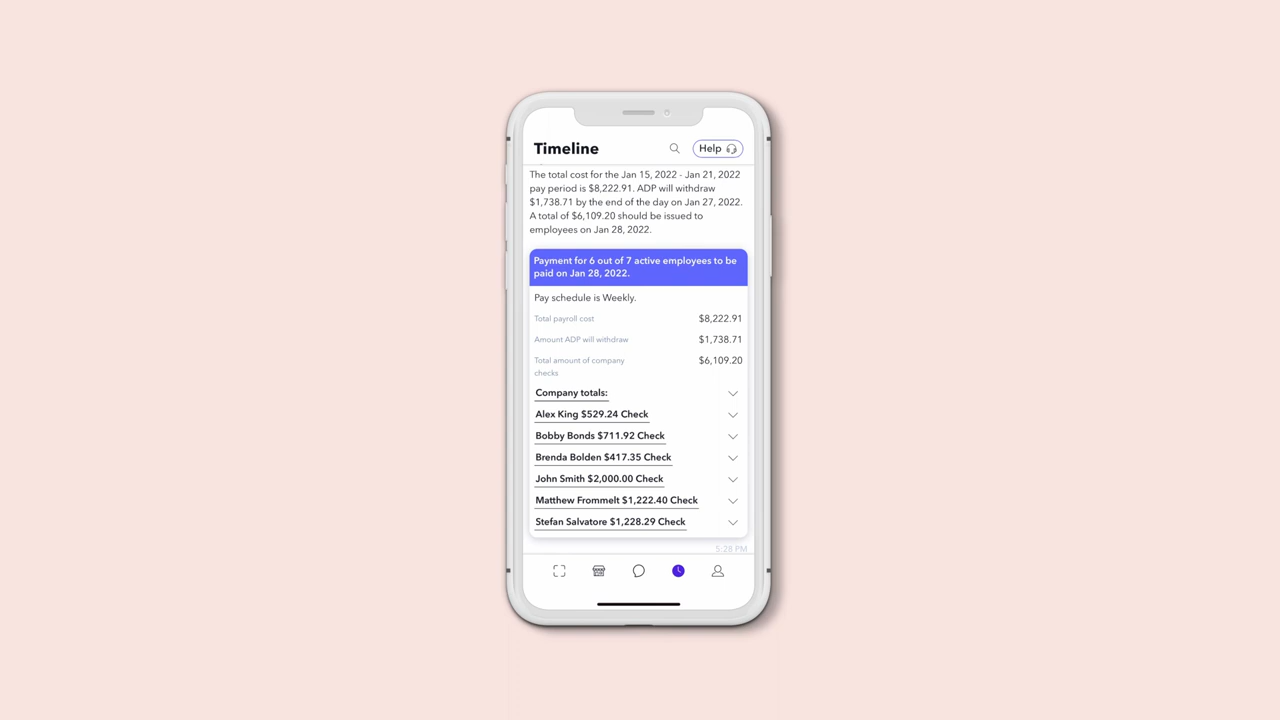 Timeline
Help
The total cost for the Jan 15, 2022 - Jan 21, 2022
pay period is $8,222.91. ADP will withdraw
$1,738.71 by the end of the day on Jan 27, 2022.
A total of $6,109.20 should be issued to
employees on Jan 28, 2022.
Payment for 6 out of 7 active employees to be
paid on Jan 28, 2022.
Pay schedule is Weekly.
Total payroll cost $8,222.91
Amount ADP will withdraw $1,738.71
Total amount of company $6,109.20
checks
Company totals:
Alex King $529.24 Check
Bobby Bonds $711.92 Check
Brenda Bolden $417.35 Check
John Smith $2,000.00 Check
Matthew Frommelt $1,222.40 Check
Stefan Salvatore $1,228.29 Check
5:28 PM